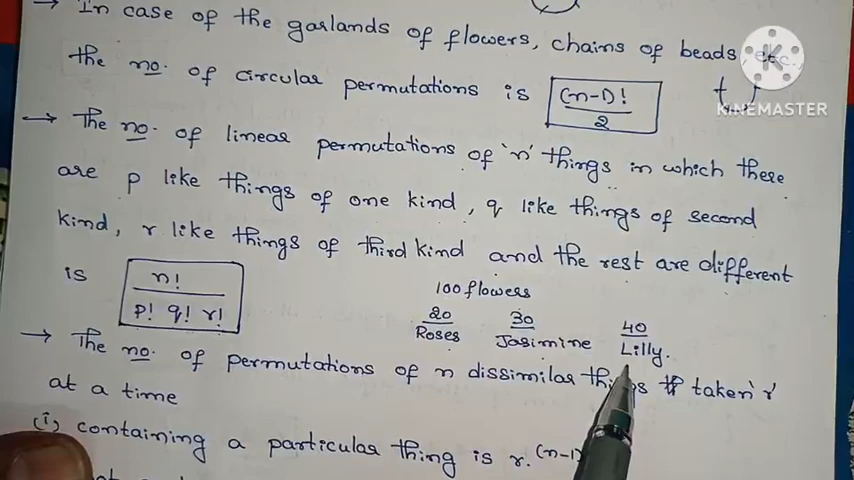 → In case of the garlands of flowers, chains of beads, etc.
the no. of circular permutations is (n-1)! / 2
KINEMASTER
→ The no. of linear permutations of 'n' things in which there
are p like things of one kind, q like things of second
kind, r like things of third kind and the rest are different
is n! / p! q! r!
100 flowers
20 Roses 30 Jasimine 40 Lilly.
→ The no. of permutations of n dissimilar things taken 'r'
at a time
(i) containing a particular thing is r. (n-1)